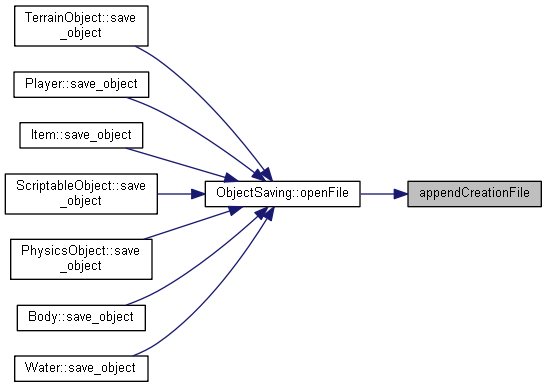 TerrainObject::save
_object
Player::save_object
Item::save_object
ScriptableObject::save
_object
ObjectSaving::openFile
appendCreationFile
PhysicsObject::save
_object
Body::save_object
Water::save_object